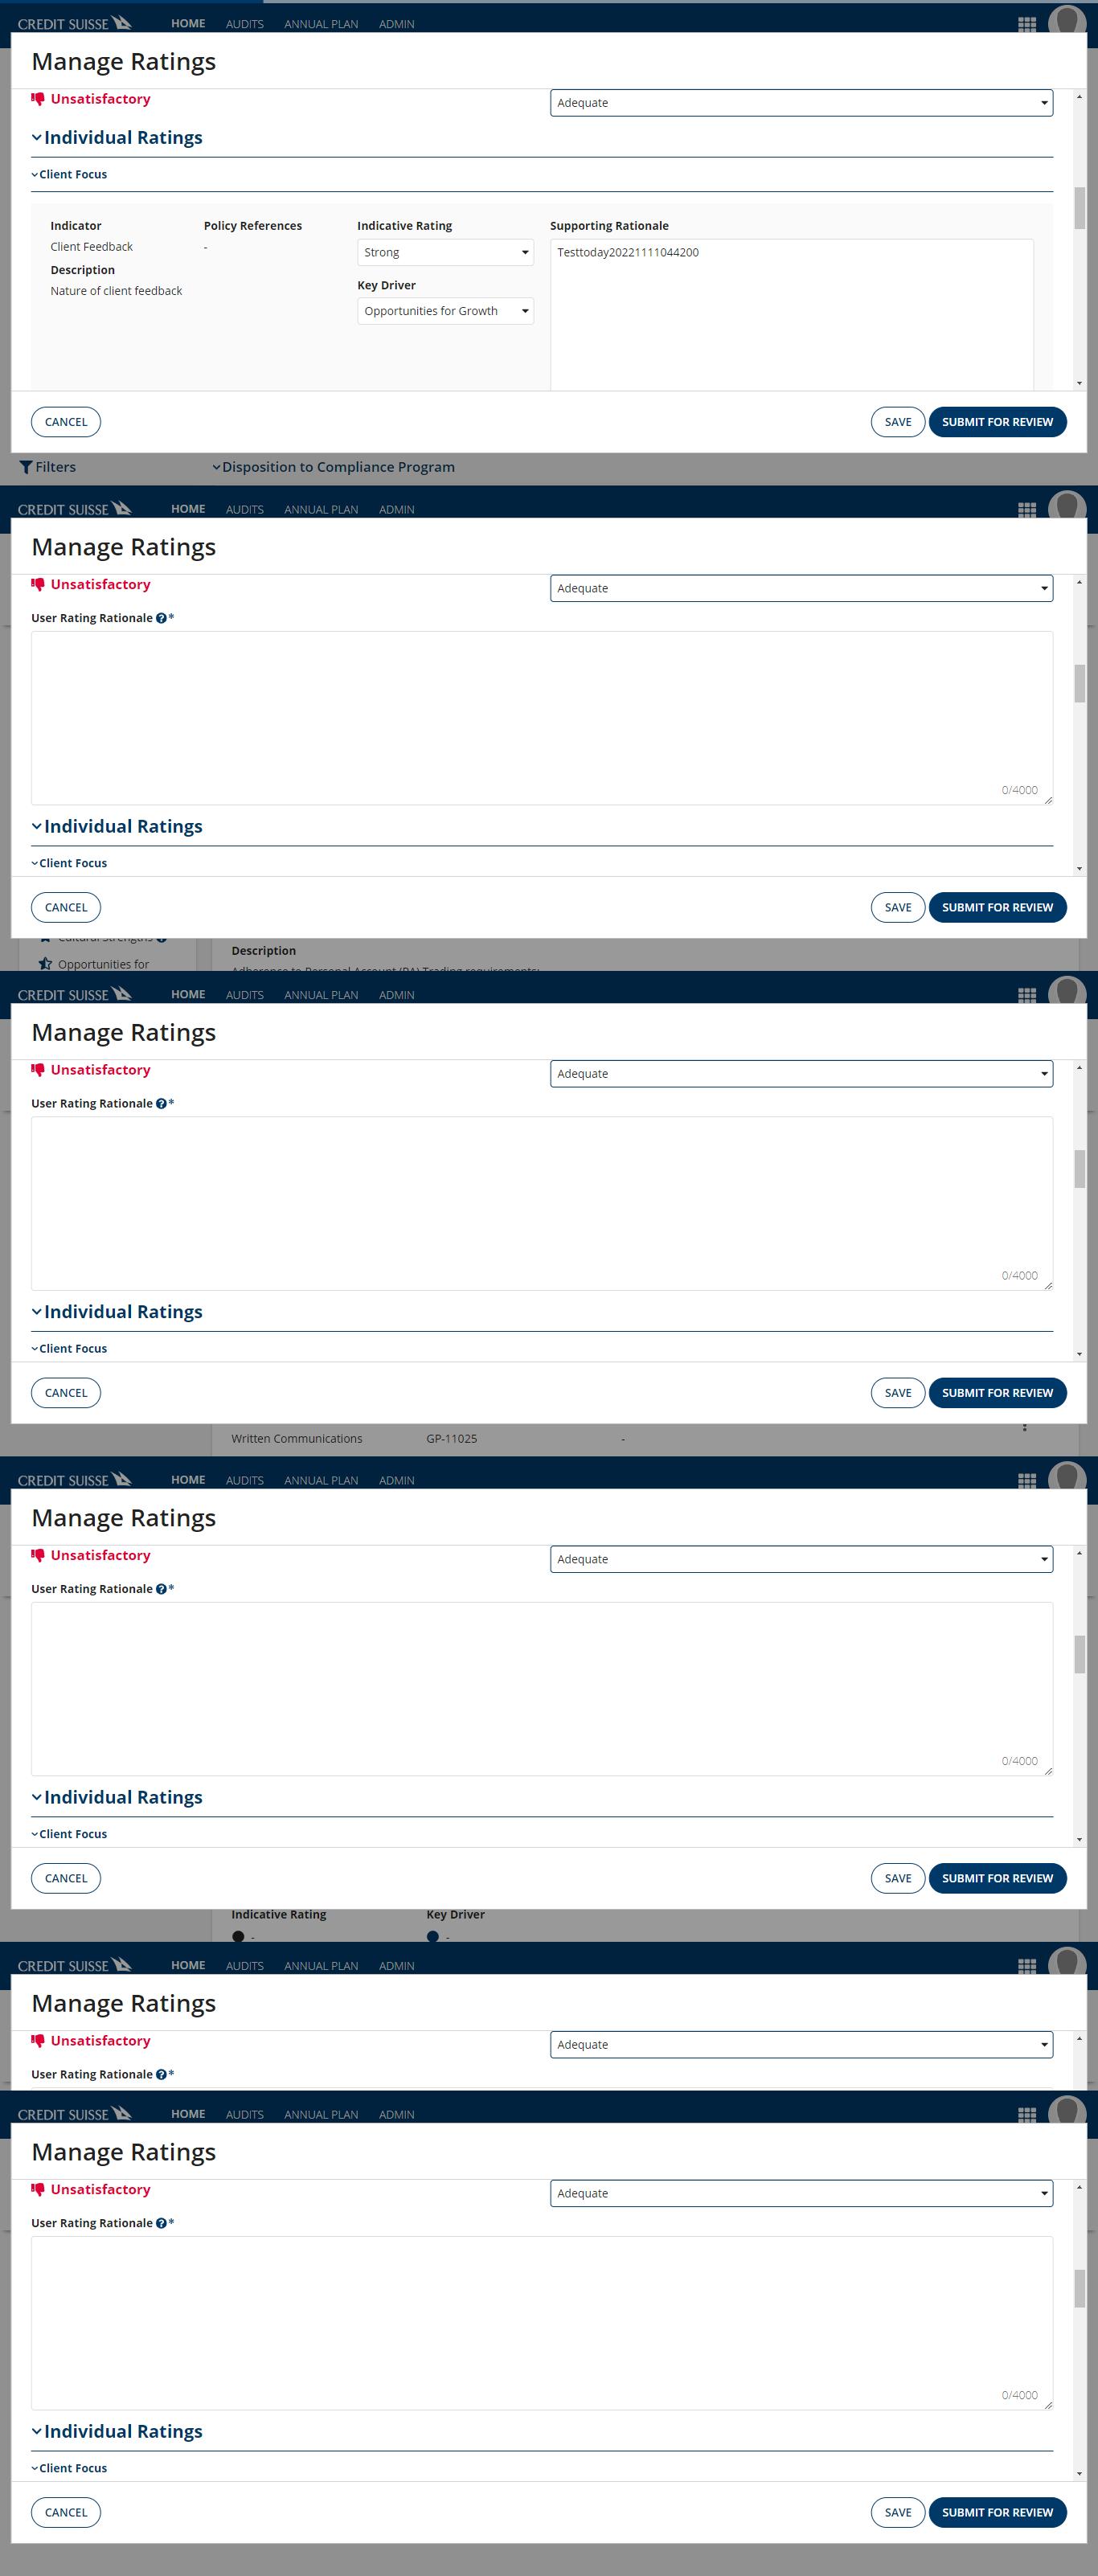 CREDIT SUISSE HOME AUDITS ANNUAL PLAN ADMIN
Manage Ratings
Unsatisfactory Adequate
Individual Ratings
Client Focus
Indicator Policy References Indicative Rating Supporting Rationale
Client Feedback - Strong Testtoday20221111044200
Description Key Driver
Nature of client feedback Opportunities for Growth
CANCEL SAVE SUBMIT FOR REVIEW
Filters Disposition to Compliance Program
CREDIT SUISSE HOME AUDITS ANNUAL PLAN ADMIN
Manage Ratings
Unsatisfactory Adequate
User Rating Rationale *
0/4000
Individual Ratings
Client Focus
CANCEL SAVE SUBMIT FOR REVIEW
Cultural Strengths
Description
Opportunities for
Adherence to Personal Account (PA) Trading requirements:
CREDIT SUISSE HOME AUDITS ANNUAL PLAN ADMIN
Manage Ratings
Unsatisfactory Adequate
User Rating Rationale *
0/4000
Individual Ratings
Client Focus
CANCEL SAVE SUBMIT FOR REVIEW
Written Communications GP-11025 -
CREDIT SUISSE HOME AUDITS ANNUAL PLAN ADMIN
Manage Ratings
Unsatisfactory Adequate
User Rating Rationale *
0/4000
Individual Ratings
Client Focus
CANCEL SAVE SUBMIT FOR REVIEW
Indicative Rating Key Driver
- -
CREDIT SUISSE HOME AUDITS ANNUAL PLAN ADMIN
Manage Ratings
Unsatisfactory Adequate
User Rating Rationale *
CREDIT SUISSE HOME AUDITS ANNUAL PLAN ADMIN
Manage Ratings
Unsatisfactory Adequate
User Rating Rationale *
0/4000
Individual Ratings
Client Focus
CANCEL SAVE SUBMIT FOR REVIEW